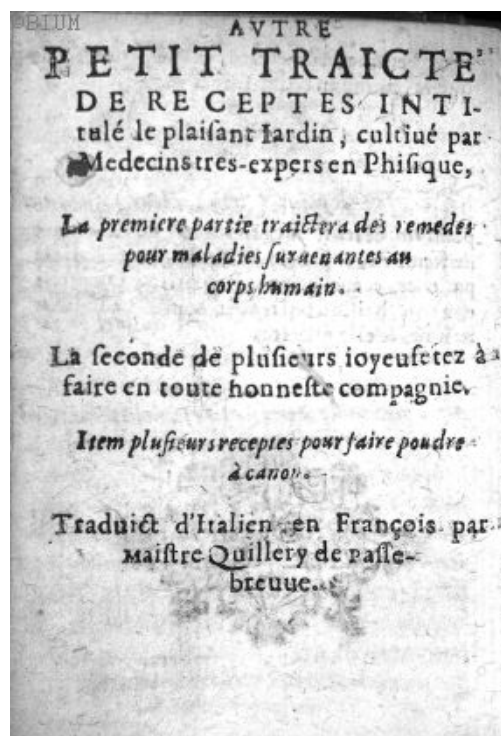 ©BIUM
AVTRE
PETIT TRAICTE
DE RECEPTES INTI-
tulé le plaiſant Iardin, cultiué par
Medecins tres-expers en Phiſique,
La premiere partie traictera des remedes
pour maladies ſuruenantes au
corps humain.
La ſeconde de pluſieurs ioyeuſetez à
faire en toute honneſte compagnie.
Item pluſieurs receptes pour faire poudre
à canon.
Traduict d'Italien en François par
Maiſtre Quillery de Paſſe-
breuue.